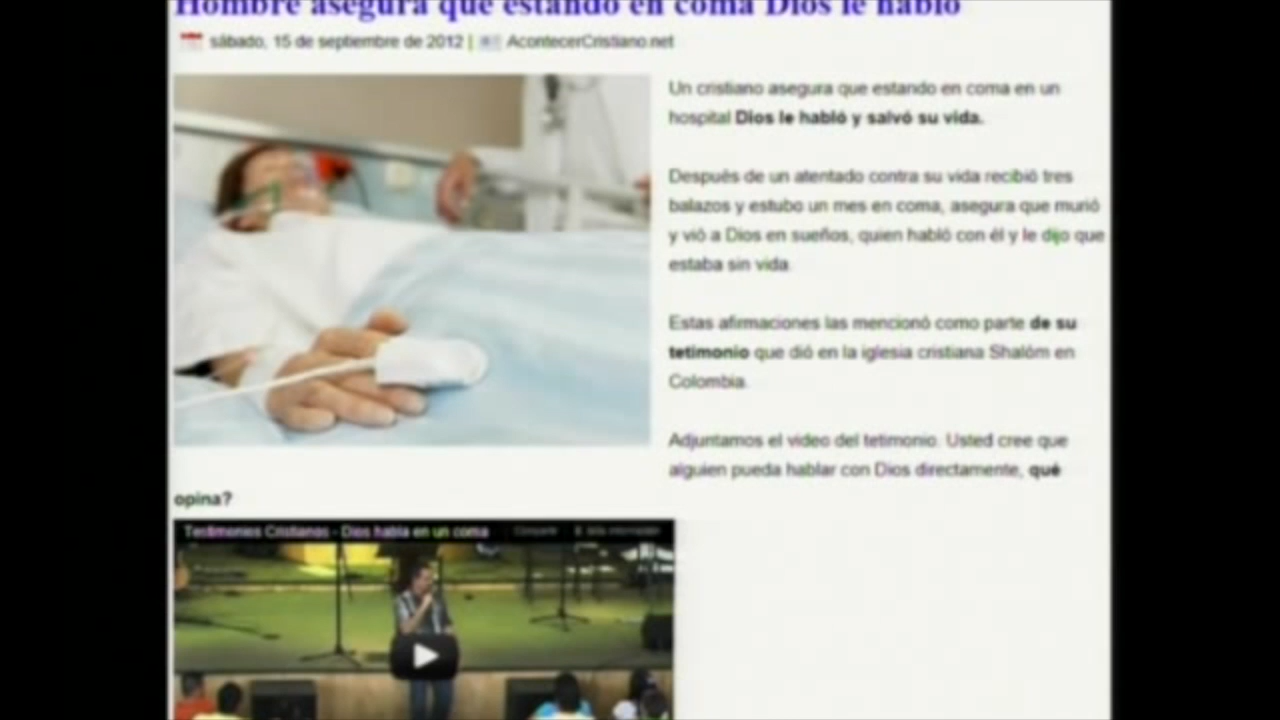 Hombre asegura que estando en coma Dios le habló
sábado, 15 de septiembre de 2012 | AcontecerCristiano.net
Un cristiano asegura que estando en coma en un
hospital Dios le habló y salvó su vida.
Después de un atentado contra su vida recibió tres
balazos y estubo un mes en coma, asegura que murió
y vió a Dios en sueños, quien habló con él y le dijo que
estaba sin vida.
Estas afirmaciones las mencionó como parte de su
tetimonio que dió en la iglesia cristiana Shalóm en
Colombia.
Adjuntamos el video del tetimonio. Usted cree que
alguien pueda hablar con Dios directamente, qué
opina?
Testimonios Cristianos - Dios habla en un coma